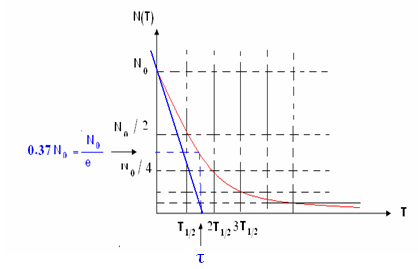 N(T)
N₀
N₀/2
0.37 N₀ = N₀/e
N₀/4
T
T₁/₂ 2T₁/₂ 3T₁/₂
τ